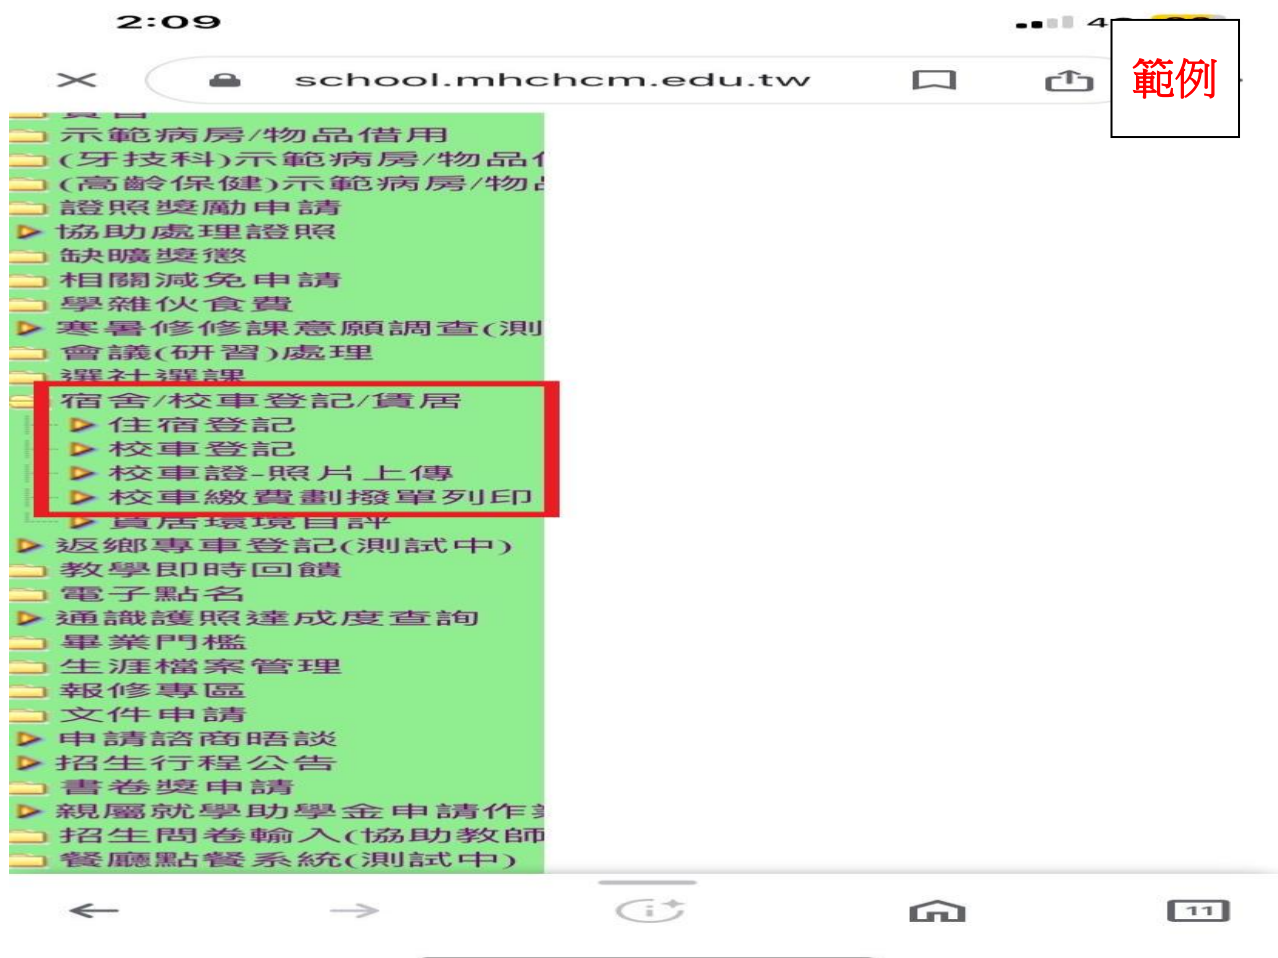 2:09
school.mhchcm.edu.tw
範例
示範病房/物品借用
(牙技科)示範病房/物品
(高齡保健)示範病房/物
證照獎勵申請
協助處理證照
缺曠獎懲
相關減免申請
學雜伙食費
寒暑修修課意願調查(測
會議(研習)處理
選社選課
宿舍/校車登記/賃居
住宿登記
校車登記
校車證-照片上傳
校車繳費劃撥單列印
賃居環境自評
返鄉專車登記(測試中)
教學即時回饋
電子點名
通識護照達成度查詢
畢業門檻
生涯檔案管理
報修專區
文件申請
申請諮商晤談
招生行程公告
書卷獎申請
親屬就學助學金申請作
招生問卷輸入(協助教師
餐廳點餐系統(測試中)
11